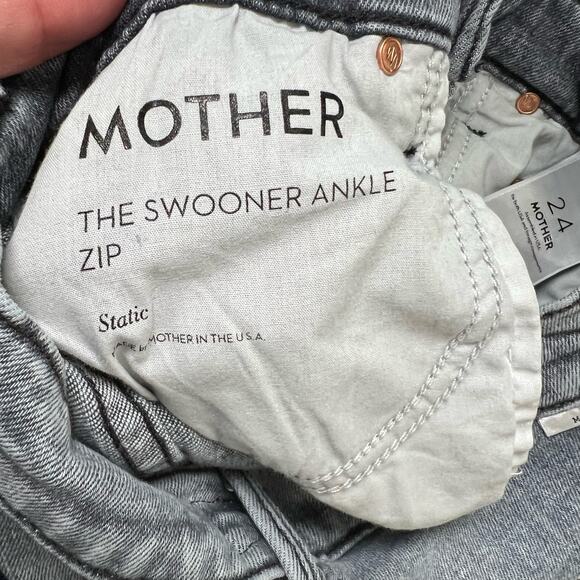 MOTHER
THE SWOONER ANKLE
ZIP
Static
MOTHER IN THE U.S.A.
24
MOTHER